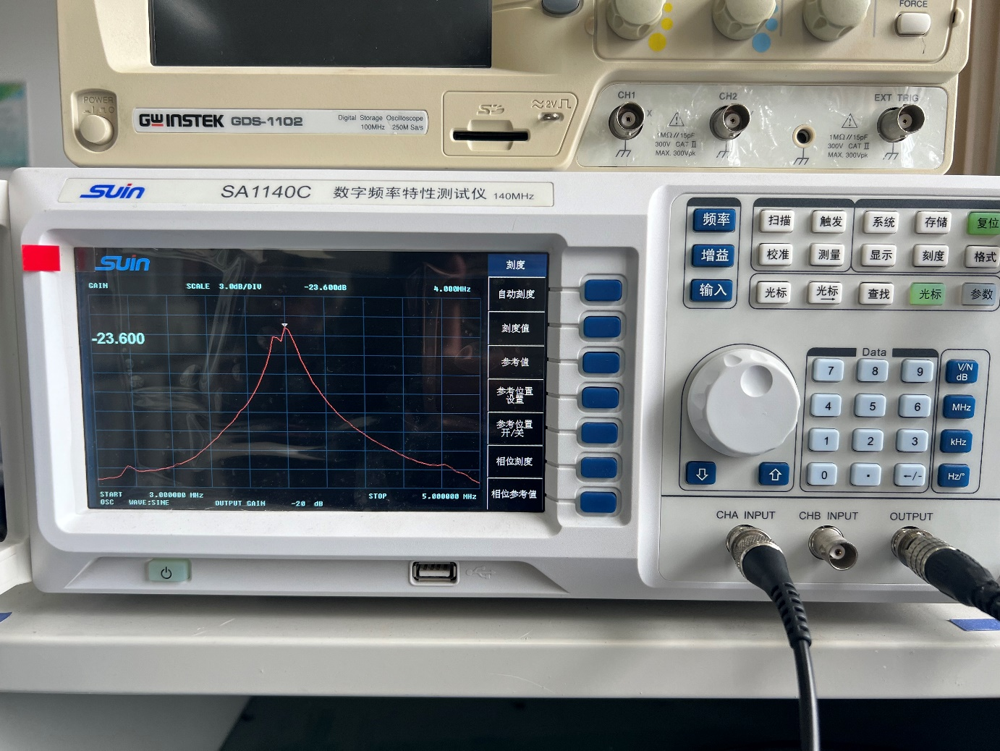 FORCE
POWER
CH1
CH2
EXT TRIG
GWINSTEK GDS-1102
Digital Storage Oscilloscope
100MHz 250M Sa/s
≈2V
X
1MΩ//15pF
300V CAT II
MAX. 300Vpk
1MΩ//15pF
300V CAT II
MAX. 300Vpk
SUIN SA1140C 数字频率特性测试仪 140MHz
频率
扫描
触发
系统
存储
复位
增益
校准
测量
显示
刻度
格式
输入
光标
光标
查找
光标
参数
SUIN
刻度
GAIN SCALE 3.0dB/DIV -23.600dB 4.000MHz
自动刻度
-23.600
刻度值
参考值
参考位置
设置
参考位置
开/关
相位刻度
相位参考值
START 3.000000 MHz STOP 5.000000 MHz
OSC WAVE:SINE OUTPUT GAIN -20 dB
Data
7
8
9
V/N
dB
4
5
6
MHz
1
2
3
kHz
0
.
←/-
Hz/°
CHA INPUT
CHB INPUT
OUTPUT